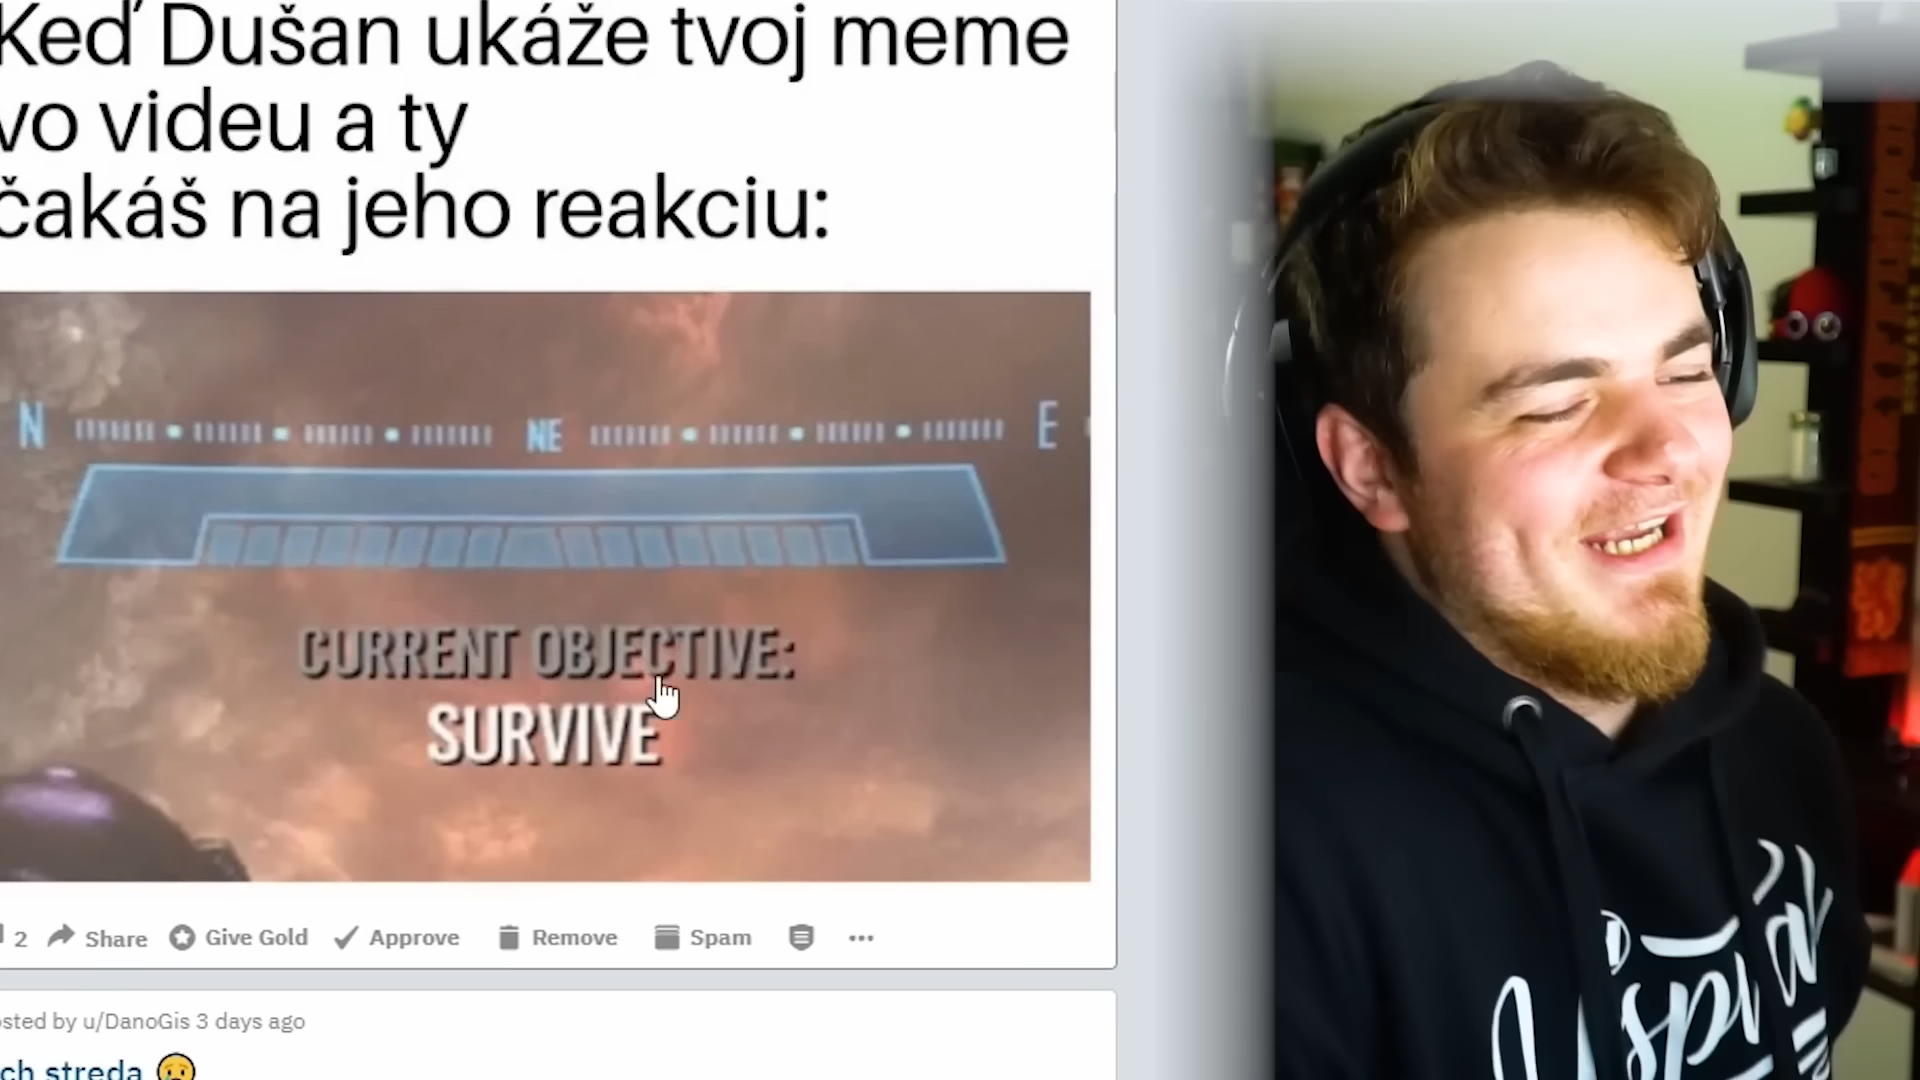 Keď Dušan ukáže tvoj meme
vo videu a ty
čakáš na jeho reakciu:
N NE E
CURRENT OBJECTIVE:
SURVIVE
2 Share Give Gold Approve Remove Spam
osted by u/DanoGis 3 days ago
ch streda